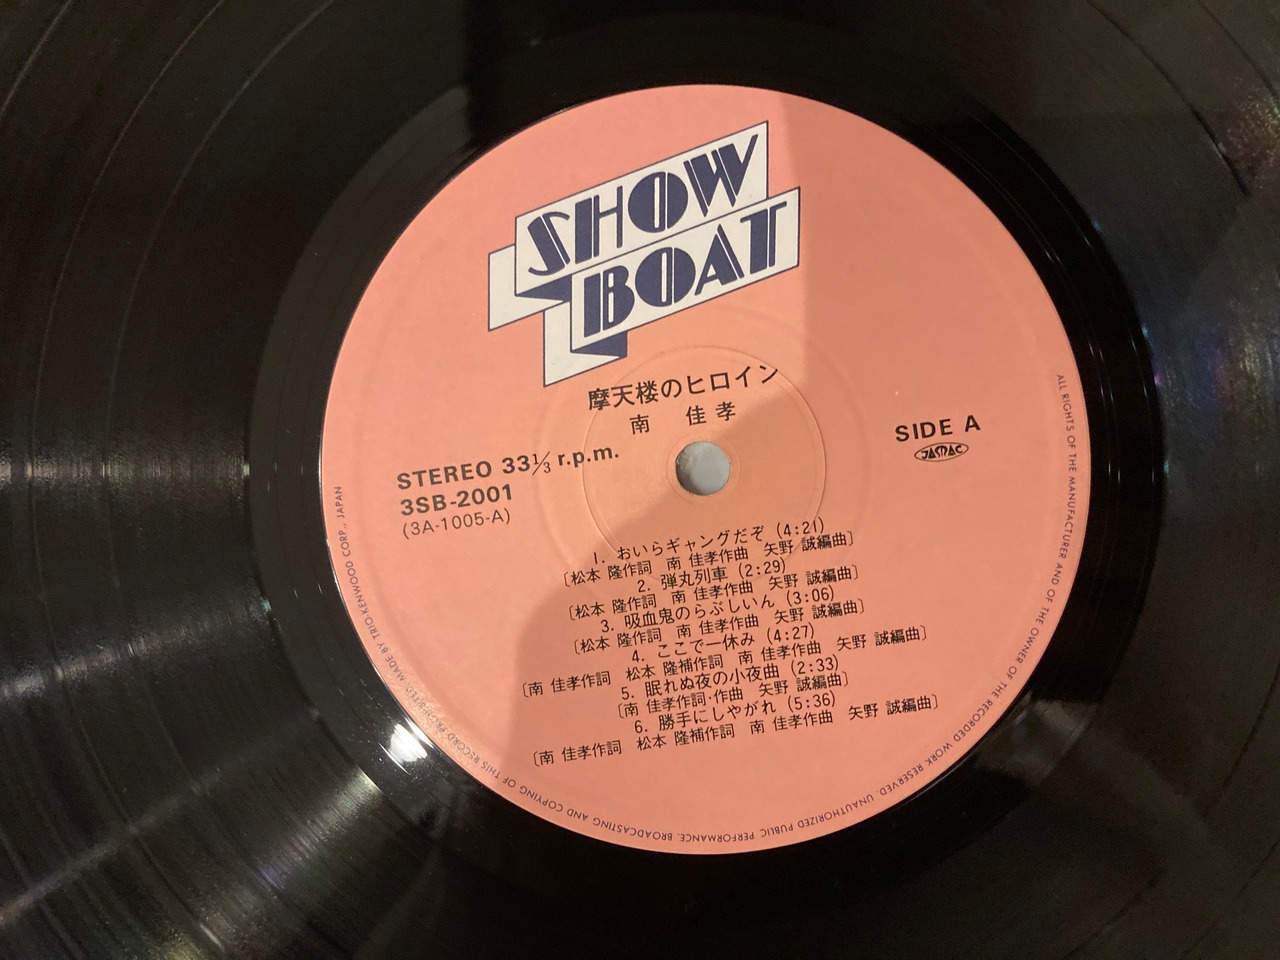 SHOW
BOAT
摩天楼のヒロイン
南 佳孝
STEREO 33⅓ r.p.m.
3SB-2001
(3A-1005-A)
SIDE A
JASRAC
1. おいらギャングだぞ (4:21)
〔松本 隆作詞 南 佳孝作曲 矢野 誠編曲〕
2. 弾丸列車 (2:29)
〔松本 隆作詞 南 佳孝作曲 矢野 誠編曲〕
3. 吸血鬼のらぶしいん (3:06)
〔松本 隆作詞 南 佳孝作曲 矢野 誠編曲〕
4. ここで一休み (4:27)
〔南 佳孝作詞 松本 隆補作詞 南 佳孝作曲 矢野 誠編曲〕
5. 眠れぬ夜の小夜曲 (2:33)
〔南 佳孝作詞・作曲 矢野 誠編曲〕
6. 勝手にしやがれ (5:36)
〔南 佳孝作詞 松本 隆補作詞 南 佳孝作曲 矢野 誠編曲〕
ALL RIGHTS OF THE MANUFACTURER AND OF THE OWNER OF THE RECORDED WORK RESERVED. UNAUTHORIZED PUBLIC PERFORMANCE, BROADCASTING AND COPYING OF THIS RECORD PROHIBITED. MADE BY TRIO-KENWOOD CORP., JAPAN